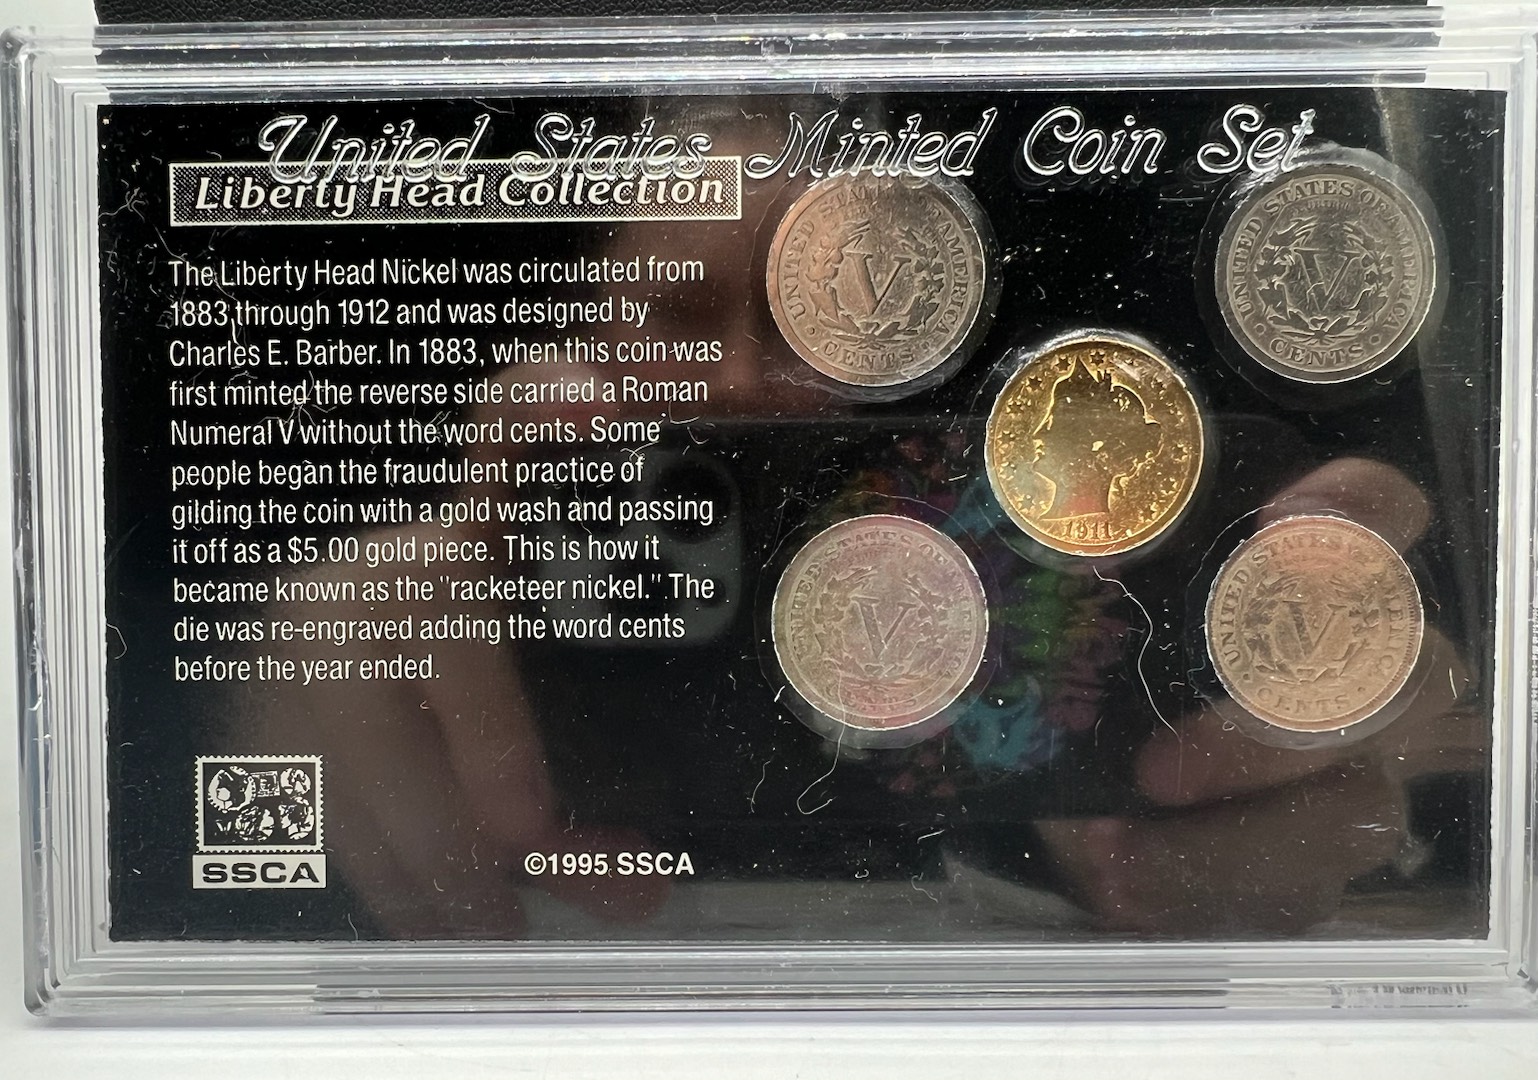 United States Minted Coin Set
Liberty Head Collection
The Liberty Head Nickel was circulated from
1883 through 1912 and was designed by
Charles E. Barber. In 1883, when this coin was
first minted the reverse side carried a Roman
Numeral V without the word cents. Some
people began the fraudulent practice of
gilding the coin with a gold wash and passing
it off as a $5.00 gold piece. This is how it
became known as the "racketeer nickel." The
die was re-engraved adding the word cents
before the year ended.
SSCA
©1995 SSCA
UNITED STATES OF AMERICA
V
CENTS
UNITED STATES OF AMERICA
V
CENTS
1911
STATES OF
V
UNITED STATES
V
CENTS